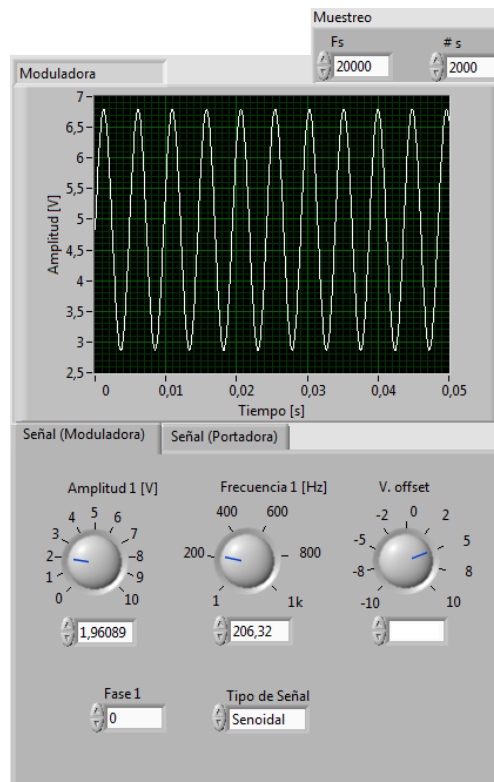 Muestreo
Fs # s
20000 2000
Moduladora
7
6,5
6
5,5
5
4,5
4
3,5
3
2,5
Amplitud [V]
0 0,01 0,02 0,03 0,04 0,05
Tiempo [s]
Señal (Moduladora) Señal (Portadora)
Amplitud 1 [V] Frecuencia 1 [Hz] V. offset
0 1 2 3 4 5 6 7 8 9 10
1 200 400 600 800 1k
-10 -8 -5 -2 0 2 5 8 10
1,96089 206,32
Fase 1 Tipo de Señal
0 Senoidal